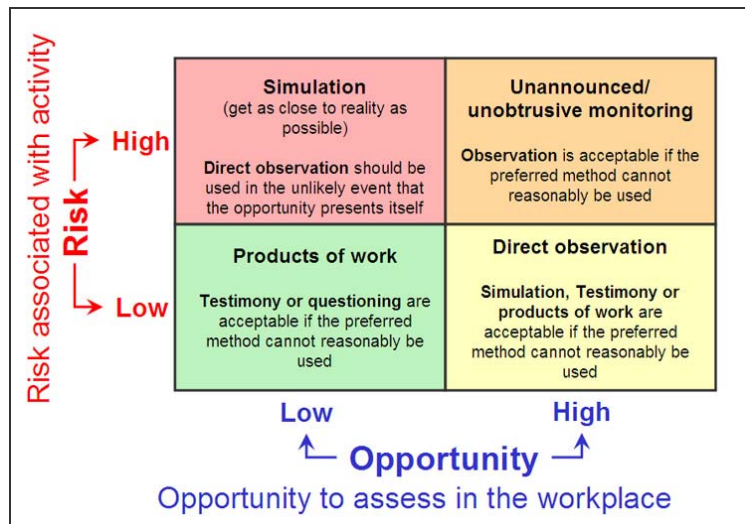 Risk associated with activity
Risk
High
Low
Simulation
(get as close to reality as
possible)
Direct observation should be
used in the unlikely event that
the opportunity presents itself
Unannounced/
unobtrusive monitoring
Observation is acceptable if the
preferred method cannot
reasonably be used
Products of work
Testimony or questioning are
acceptable if the preferred
method cannot reasonably be
used
Direct observation
Simulation, Testimony or
products of work are
acceptable if the preferred
method cannot reasonably be
used
Low
High
Opportunity
Opportunity to assess in the workplace